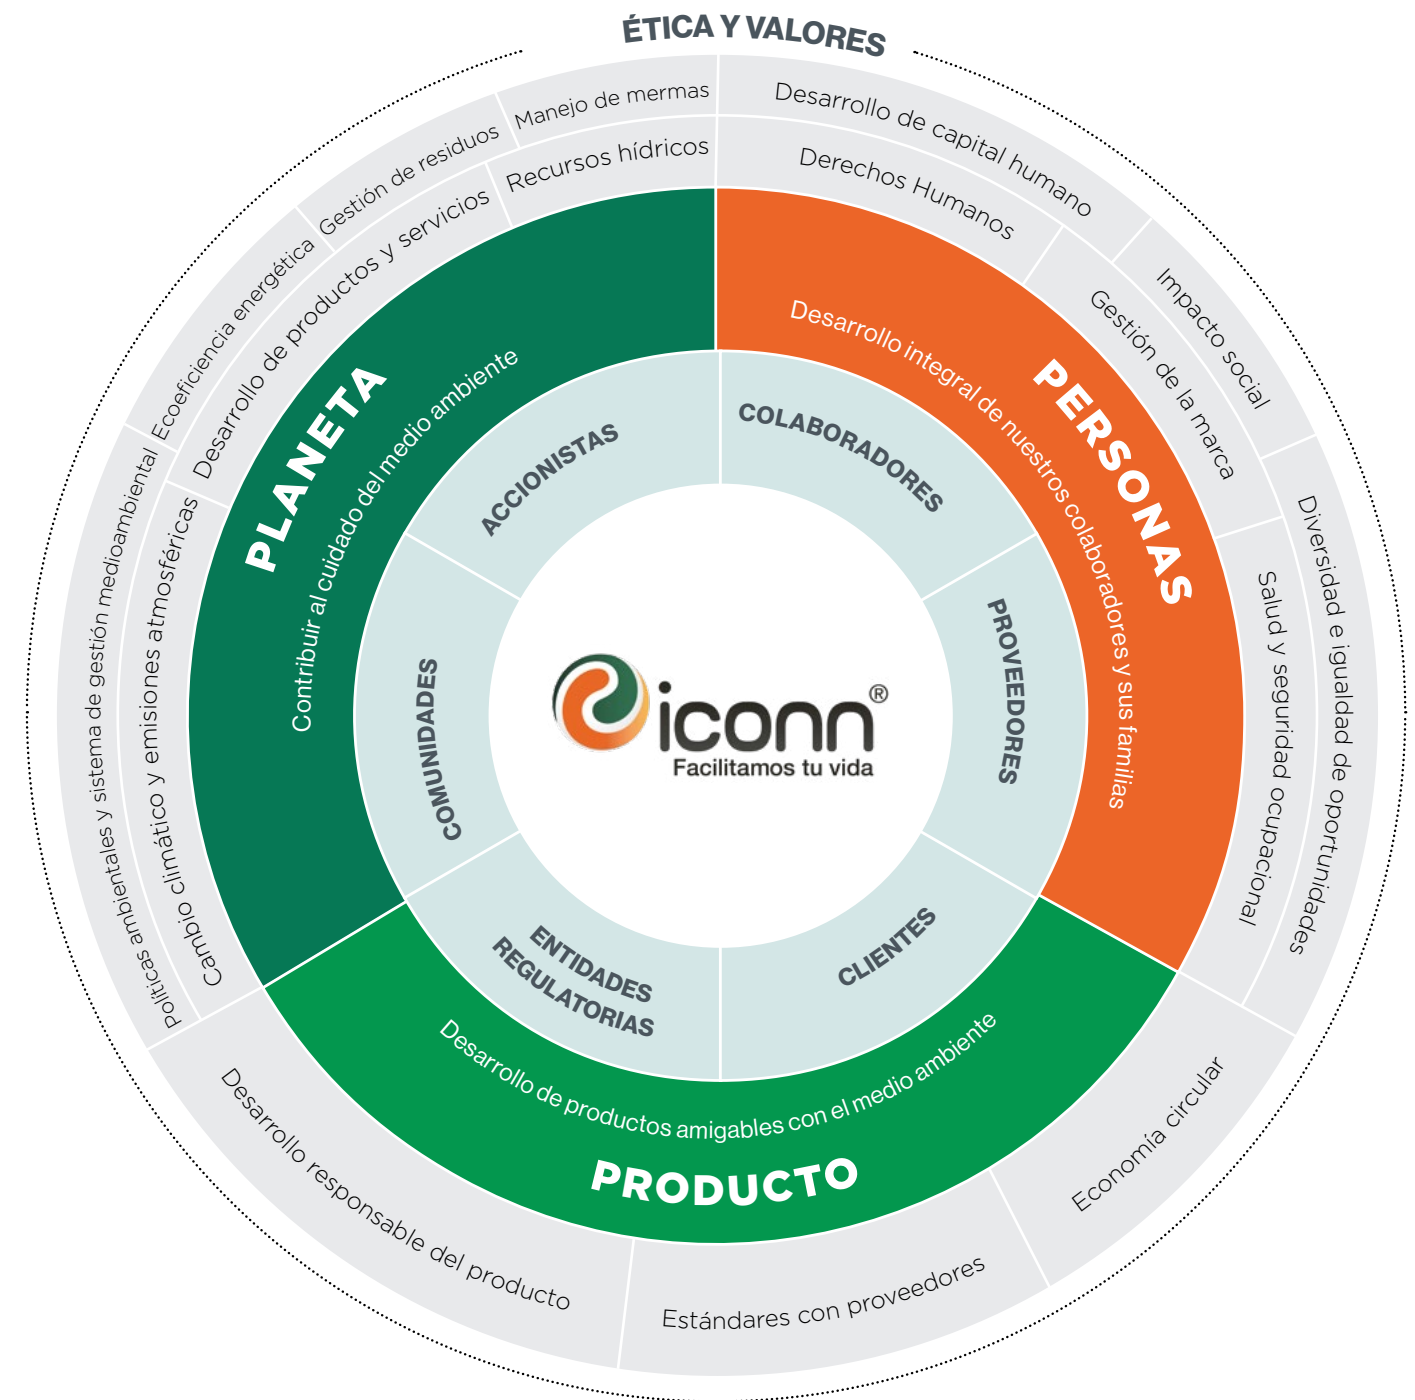 ÉTICA Y VALORES
Manejo de mermas
Gestión de residuos
Ecoeficiencia energética
Políticas ambientales y sistema de gestión medioambiental
Recursos hídricos
Desarrollo de productos y servicios
Cambio climático y emisiones atmosféricas
Desarrollo de capital humano
Impacto social
Diversidad e igualdad de oportunidades
Derechos Humanos
Gestión de la marca
Salud y seguridad ocupacional
PLANETA
Contribuir al cuidado del medio ambiente
PERSONAS
Desarrollo integral de nuestros colaboradores y sus familias
ACCIONISTAS
COLABORADORES
PROVEEDORES
COMUNIDADES
iconn®
Facilitamos tu vida
CLIENTES
ENTIDADES
REGULATORIAS
Desarrollo de productos amigables con el medio ambiente
PRODUCTO
Desarrollo responsable del producto
Estándares con proveedores
Economía circular